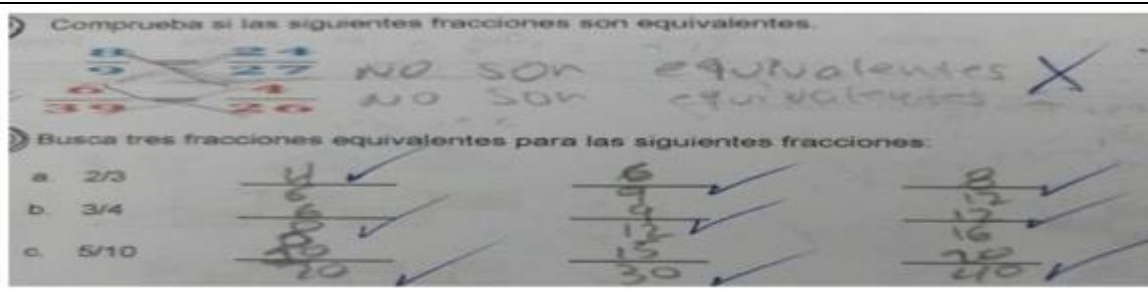 Comprueba si las siguientes fracciones son equivalentes.
8/9 24/27 NO SON equivalentes
6/39 4/26 NO SON equivalentes
Busca tres fracciones equivalentes para las siguientes fracciones:
a. 2/3 4/6 6/9 8/12
b. 3/4 6/8 9/12 12/16
c. 5/10 10/20 15/30 20/40